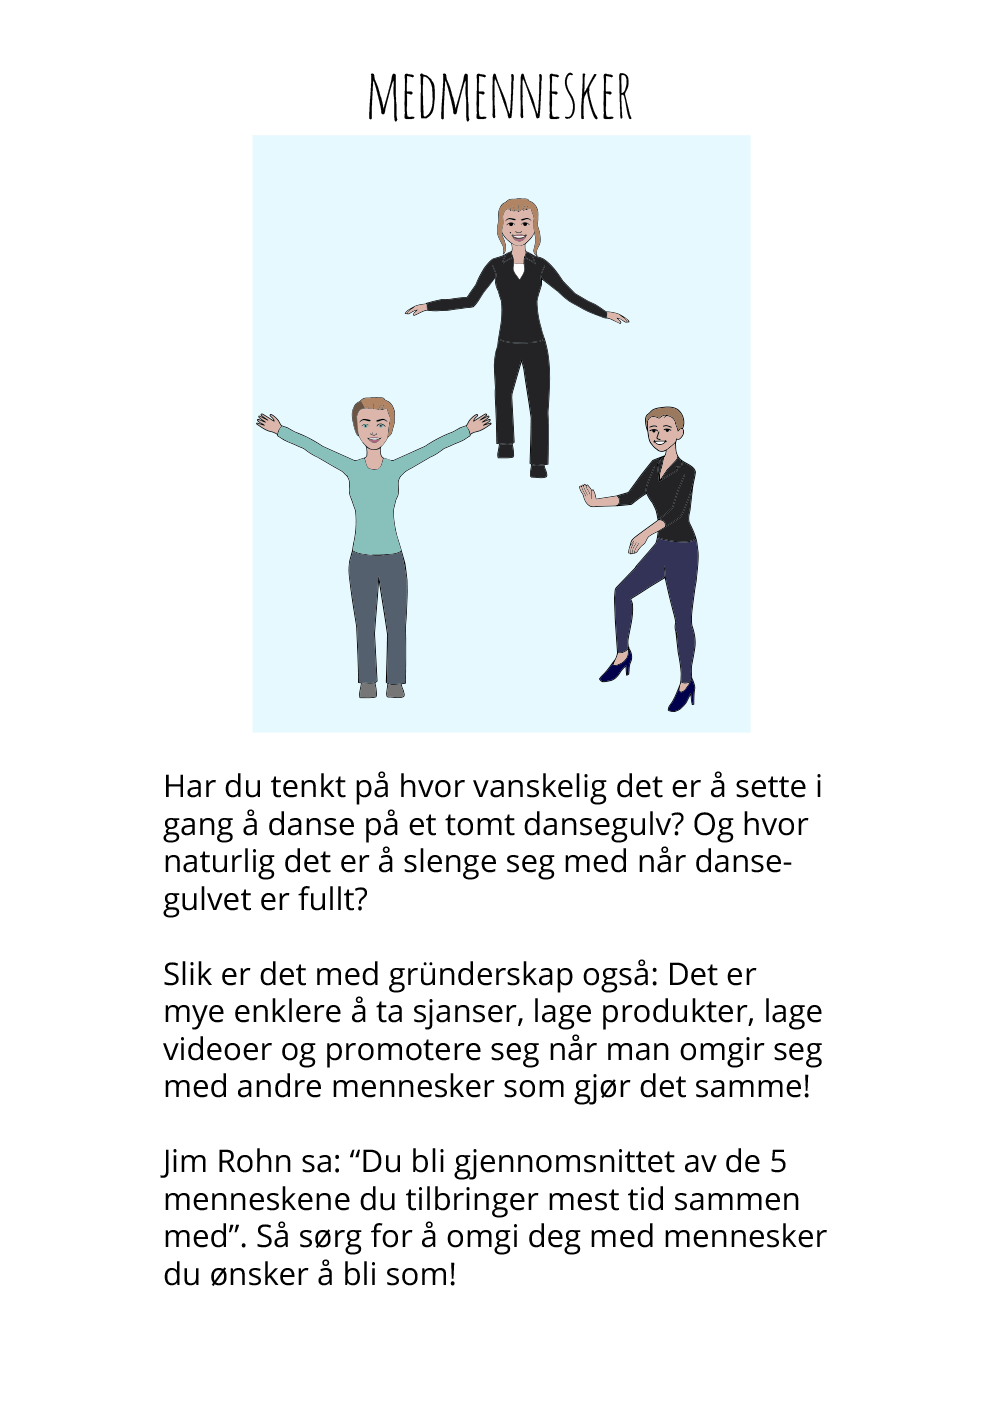 MEDMENNESKER
Har du tenkt på hvor vanskelig det er å sette i
gang å danse på et tomt dansegulv? Og hvor
naturlig det er å slenge seg med når danse-
gulvet er fullt?
Slik er det med gründerskap også: Det er
mye enklere å ta sjanser, lage produkter, lage
videoer og promotere seg når man omgir seg
med andre mennesker som gjør det samme!
Jim Rohn sa: “Du bli gjennomsnittet av de 5
menneskene du tilbringer mest tid sammen
med”. Så sørg for å omgi deg med mennesker
du ønsker å bli som!